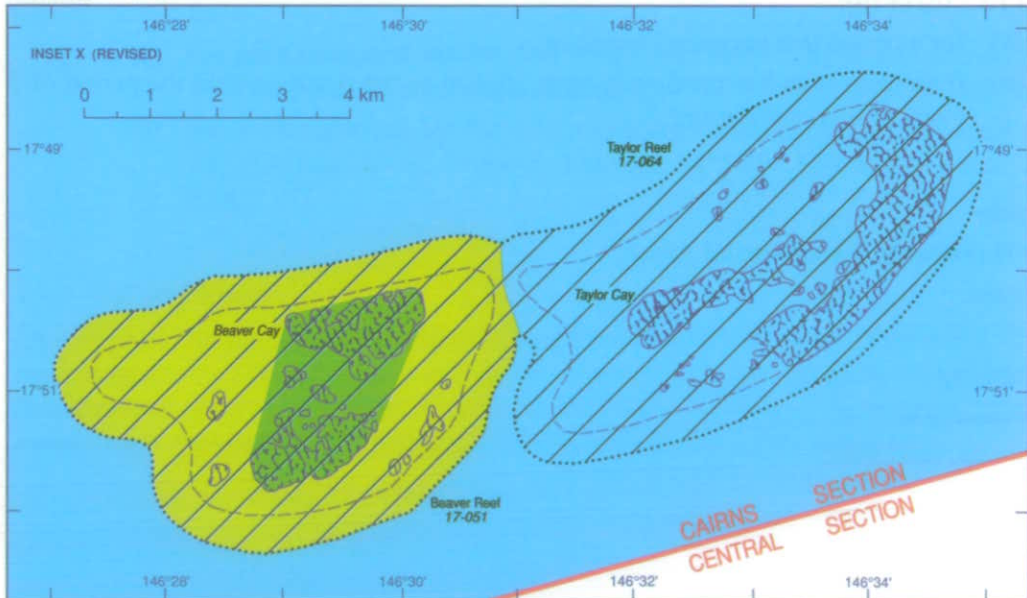 146°28' 146°30' 146°32' 146°34'
INSET X (REVISED)
0 1 2 3 4 km
17°49' 17°49'
Taylor Reef
17-064
Taylor Cay
Beaver Cay
17°51' 17°51'
Beaver Reef
17-051
CAIRNS SECTION
CENTRAL SECTION
146°28' 146°30' 146°32' 146°34'